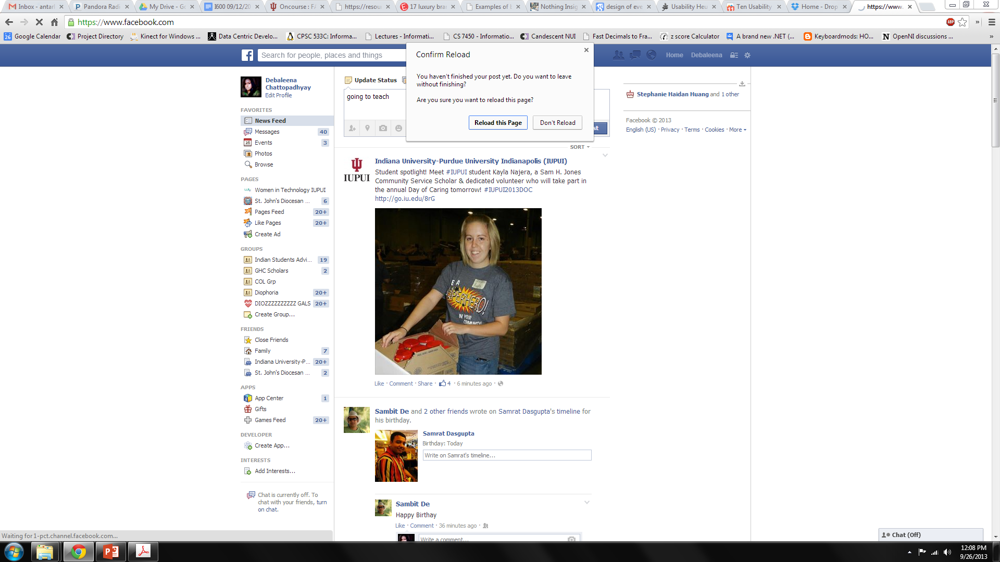 Inbox - antarl
Pandora Radi
My Drive - Go
I600 09/12/20
Oncourse : FA
https://resou
17 luxury bra
Examples of b
Nothing Insig
design of eve
Usability Heu
Ten Usability
Home - Drop
https://www.
https://www.facebook.com
ABP
Google Calendar
Project Directory
Kinect for Windows ...
Data Centric Develo...
CPSC 533C: Informa...
Lectures - Informati...
CS 7450 - Informatio...
Candescent NUI
Fast Decimals to Fra...
z score Calculator
A brand new .NET (...
Keyboardmods: HO...
OpenNI discussions ...
Search for people, places and things
Home
Debaleena
Confirm Reload
You haven't finished your post yet. Do you want to leave
without finishing?
Are you sure you want to reload this page?
Reload this Page
Don't Reload
Debaleena
Chattopadhyay
Edit Profile
FAVORITES
News Feed
Messages 40
Events 3
Photos
Browse
PAGES
Women in Technology IUPUI
St. John's Diocesan ... 6
Pages Feed 20+
Like Pages 20+
Create Ad
GROUPS
Indian Students Advi... 19
GHC Scholars 2
COL Grp
Diophoria 20+
DIOZZZZZZZZZZ GALS 20+
Create Group...
FRIENDS
Close Friends
Family 7
Indiana University-P... 20+
St. John's Diocesan ... 2
APPS
App Center 1
Gifts
Games Feed 20+
DEVELOPER
Create App...
INTERESTS
Add Interests...
Chat is currently off. To
chat with your friends, turn
on chat.
Update Status
going to teach
st
SORT
IUPUI
Indiana University-Purdue University Indianapolis (IUPUI)
Student spotlight! Meet #IUPUI student Kayla Najera, a Sam H. Jones
Community Service Scholar & dedicated volunteer who will take part in
the annual Day of Caring tomorrow! #IUPUI2013DOC
http://go.iu.edu/8rG
E A
PERHERO!
IN YOUR
COMMUNITY
Like · Comment · Share · 4 · 6 minutes ago ·
Sambit De and 2 other friends wrote on Samrat Dasgupta's timeline for
his birthday.
Samrat Dasgupta
Birthday: Today
Write on Samrat's timeline...
Sambit De
Happy Birthay
Like · Comment · 36 minutes ago ·
Write a comment...
Stephanie Haidan Huang and 1 other
Facebook © 2013
English (US) · Privacy · Terms · Cookies · More
Waiting for 1-pct.channel.facebook.com...
Chat (Off)
12:08 PM
9/26/2013